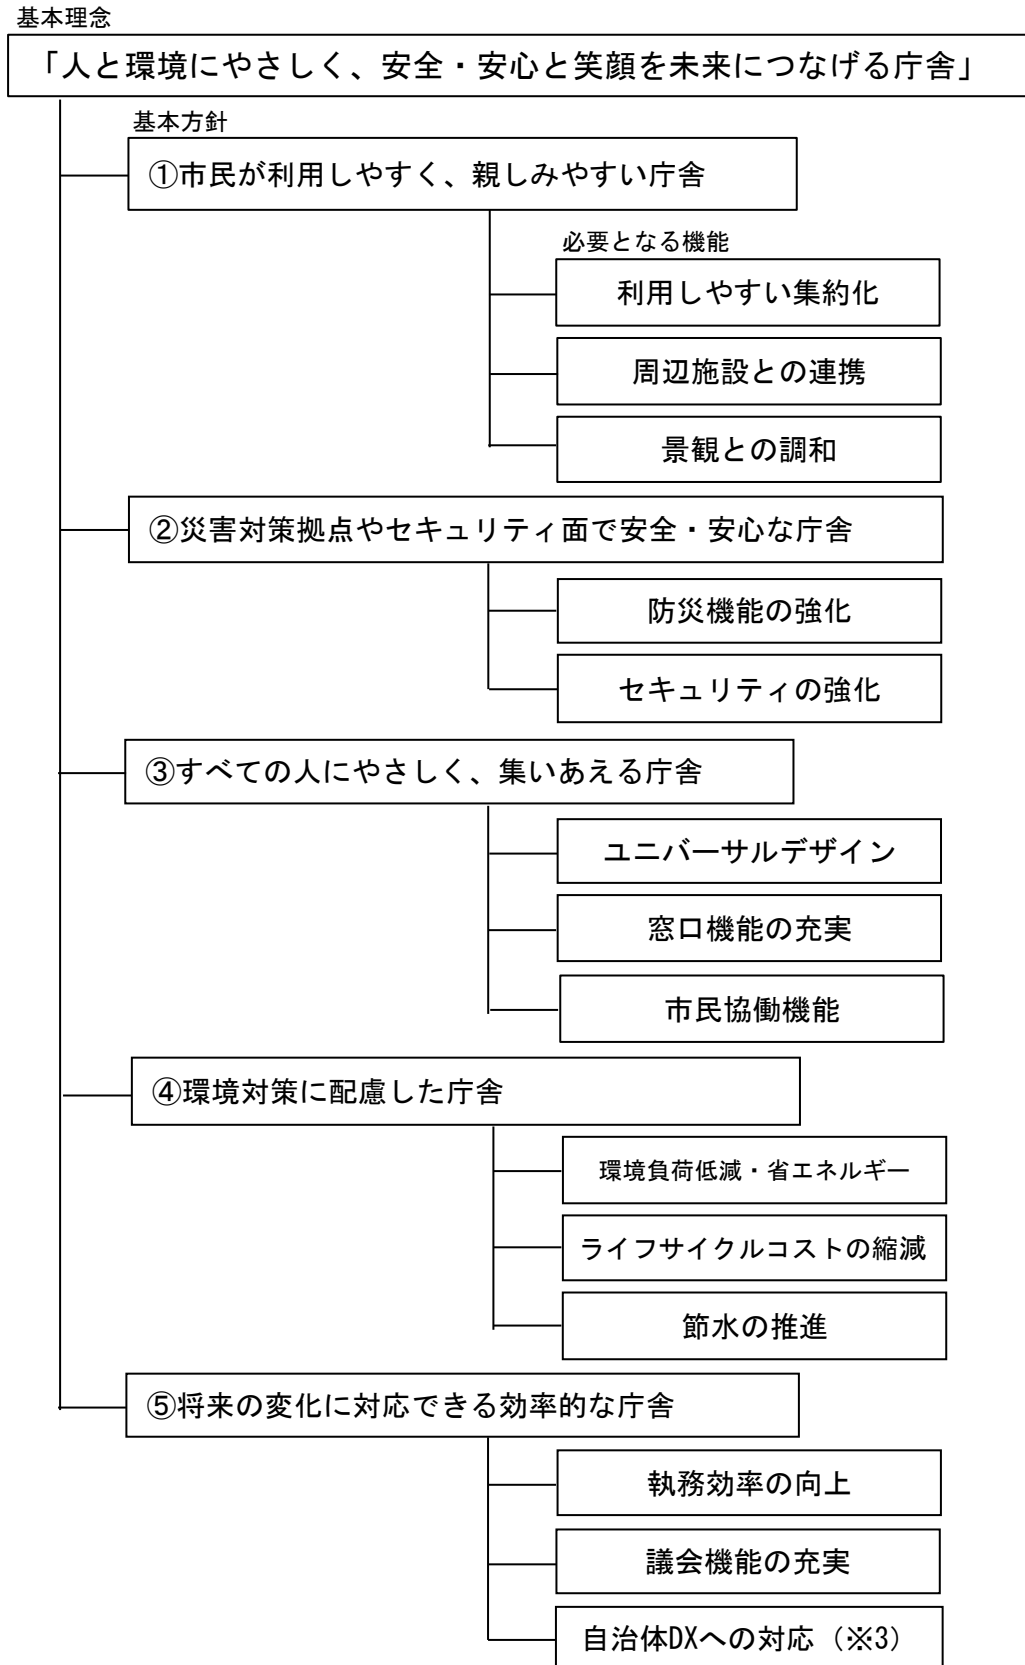 基本理念
「人と環境にやさしく、安全・安心と笑顔を未来につなげる庁舎」
基本方針
①市民が利用しやすく、親しみやすい庁舎
必要となる機能
利用しやすい集約化
周辺施設との連携
景観との調和
②災害対策拠点やセキュリティ面で安全・安心な庁舎
防災機能の強化
セキュリティの強化
③すべての人にやさしく、集いあえる庁舎
ユニバーサルデザイン
窓口機能の充実
市民協働機能
④環境対策に配慮した庁舎
環境負荷低減・省エネルギー
ライフサイクルコストの縮減
節水の推進
⑤将来の変化に対応できる効率的な庁舎
執務効率の向上
議会機能の充実
自治体DXへの対応（※3）